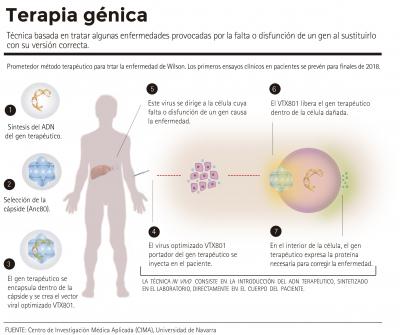 Terapia génica
Técnica basada en tratar algunas enfermedades provocadas por la falta o disfunción de un gen al sustituirlo
con su versión correcta.
Prometedor método terapéutico para trtar la enfermedad de Wilson. Los primeros ensayos clínicos en pacientes se prevén para finales de 2018.
1
Síntesis del ADN
del gen terapéutico.
2
Selección de la
cápside (Anc80).
3
El gen terapéutico se
encapsula dentro de la
cápside y se crea el vector
viral optimizado VTX801.
5
Este virus se dirige a la célula cuya
falta o disfunción de un gen causa
la enfermedad.
4
El virus optimizado VTX801
portador del gen terapéutico se
inyecta en el paciente.
6
El VTX801 libera el gen terapéutico
dentro de la célula dañada.
7
En el interior de la célula, el gen
terapéutico expresa la proteína
necesaria para corregir la enfermedad.
LA TÉCNICA IN VIVO CONSISTE EN LA INTRODUCCIÓN DEL ADN TERAPÉUTICO, SINTETIZADO
EN EL LABORATORIO, DIRECTAMENTE EN EL CUERPO DEL PACIENTE.
FUENTE: Centro de Investigación Médica Aplicada (CIMA), Universidad de Navarra